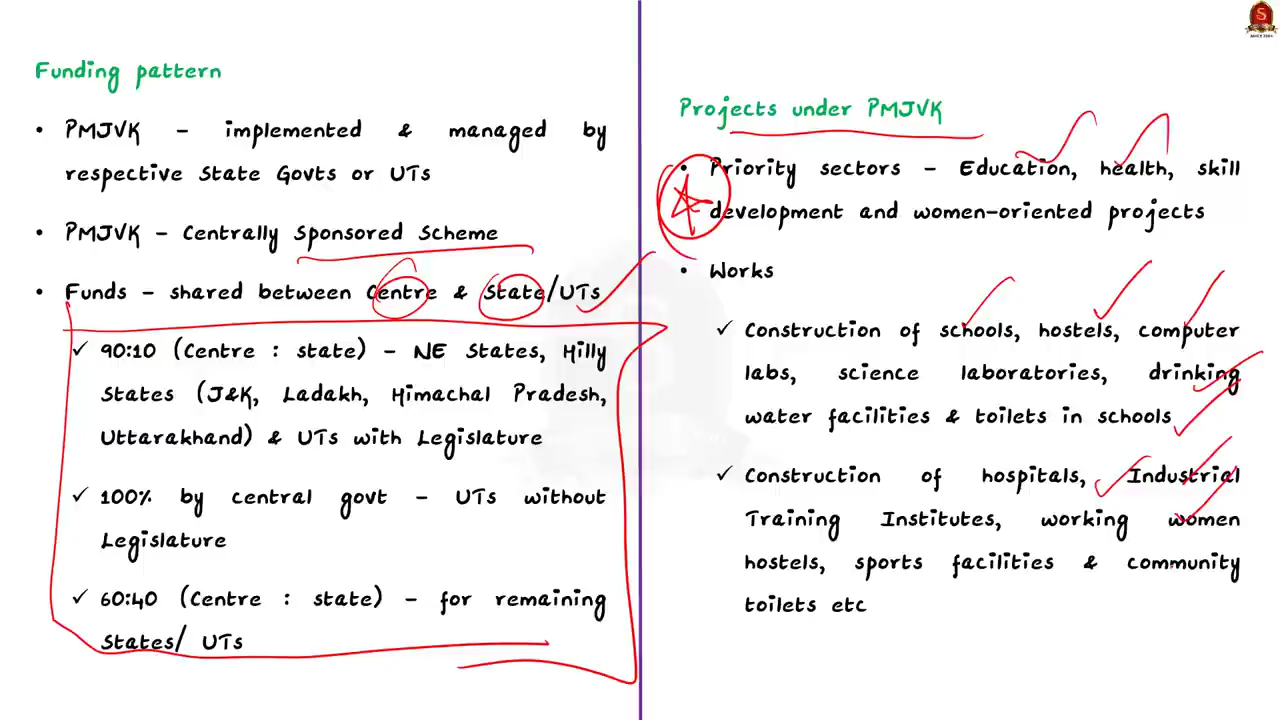 Funding pattern
• PMJVK – implemented & managed by
respective State Govts or UTs
• PMJVK – Centrally Sponsored Scheme
• Funds – shared between Centre & State/UTs
✓ 90:10 (Centre : state) – NE States, Hilly
States (J&K, Ladakh, Himachal Pradesh,
Uttarakhand) & UTs with Legislature
✓ 100% by central govt – UTs without
Legislature
✓ 60:40 (Centre : state) – for remaining
States/ UTs
Projects under PMJVK
• Priority sectors – Education, health, skill
development and women-oriented projects
• Works
✓ Construction of schools, hostels, computer
labs, science laboratories, drinking
water facilities & toilets in schools
✓ Construction of hospitals, Industrial
Training Institutes, working women
hostels, sports facilities & community
toilets etc
S